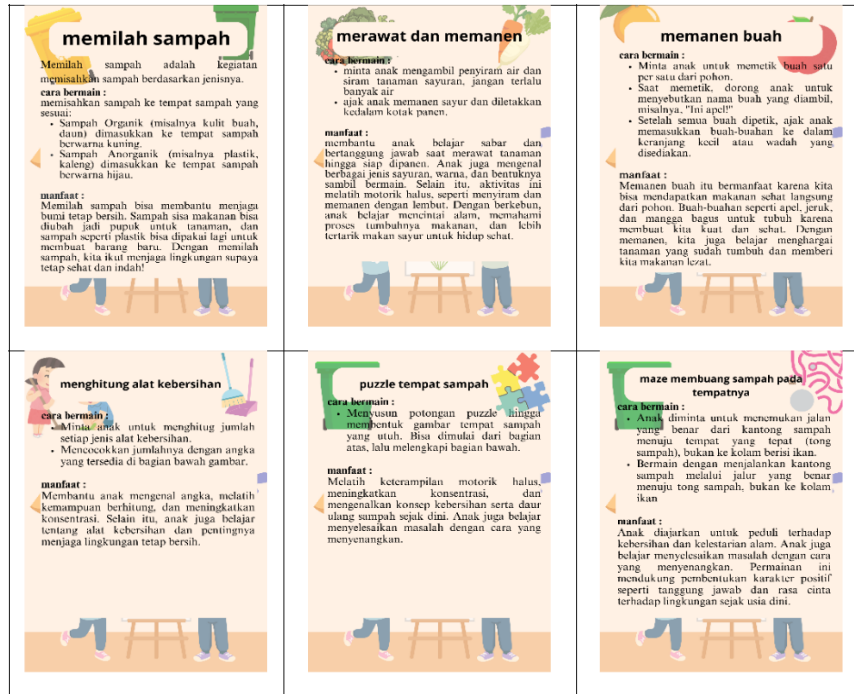 memilah sampah
Memilah sampah adalah kegiatan
memisahkan sampah berdasarkan jenisnya.
cara bermain :
memisahkan sampah ke tempat sampah yang
sesuai:
• Sampah Organik (misalnya kulit buah,
daun) dimasukkan ke tempat sampah
berwarna kuning.
• Sampah Anorganik (misalnya plastik,
kaleng) dimasukkan ke tempat sampah
berwarna hijau.
manfaat :
Memilah sampah bisa membantu menjaga
bumi tetap bersih. Sampah sisa makanan bisa
diubah jadi pupuk untuk tanaman, dan
sampah seperti plastik bisa dipakai lagi untuk
membuat barang baru. Dengan memilah
sampah, kita ikut menjaga lingkungan supaya
tetap sehat dan indah!
merawat dan memanen
cara bermain :
• minta anak mengambil penyiram air dan
siram tanaman sayuran, jangan terlalu
banyak air
• ajak anak memanen sayur dan diletakkan
kedalam kotak panen.
manfaat :
membantu anak belajar sabar dan
bertanggung jawab saat merawat tanaman
hingga siap dipanen. Anak juga mengenal
berbagai jenis sayuran, warna, dan bentuknya
sambil bermain. Selain itu, aktivitas ini
melatih motorik halus, seperti menyiram dan
memanen dengan lembut. Dengan berkebun,
anak belajar mencintai alam, memahami
proses tumbuhnya makanan, dan lebih
tertarik makan sayur untuk hidup sehat.
memanen buah
cara bermain :
• Minta anak untuk memetik buah satu
per satu dari pohon.
• Saat memetik, dorong anak untuk
menyebutkan nama buah yang diambil,
misalnya, "Ini apel!"
• Setelah semua buah dipetik, ajak anak
memasukkan buah-buahan ke dalam
keranjang kecil atau wadah yang
disediakan.
manfaat :
Memanen buah itu bermanfaat karena kita
bisa mendapatkan makanan sehat langsung
dari pohon. Buah-buahan seperti apel, jeruk,
dan mangga bagus untuk tubuh karena
membuat kita kuat dan sehat. Dengan
memanen, kita juga belajar menghargai
tanaman yang sudah tumbuh dan memberi
kita makanan lezat.
menghitung alat kebersihan
cara bermain :
• Minta anak untuk menghitug jumlah
setiap jenis alat kebersihan.
• Mencocokkan jumlahnya dengan angka
yang tersedia di bagian bawah gambar.
manfaat :
Membantu anak mengenal angka, melatih
kemampuan berhitung, dan meningkatkan
konsentrasi. Selain itu, anak juga belajar
tentang alat kebersihan dan pentingnya
menjaga lingkungan tetap bersih.
puzzle tempat sampah
cara bermain :
• Menyusun potongan puzzle hingga
membentuk gambar tempat sampah
yang utuh. Bisa dimulai dari bagian
atas, lalu melengkapi bagian bawah.
manfaat :
Melatih keterampilan motorik halus,
meningkatkan konsentrasi, dan
mengenalkan konsep kebersihan serta daur
ulang sampah sejak dini. Anak juga belajar
menyelesaikan masalah dengan cara yang
menyenangkan.
maze membuang sampah pada
tempatnya
cara bermain :
• Anak diminta untuk menemukan jalan
yang benar dari kantong sampah
menuju tempat yang tepat (tong
sampah), bukan ke kolam berisi ikan.
• Bermain dengan menjalankan kantong
sampah melalui jalur yang benar
menuju tong sampah, bukan ke kolam
ikan
manfaat :
Anak diajarkan untuk peduli terhadap
kebersihan dan kelestarian alam. Anak juga
belajar menyelesaikan masalah dengan cara
yang menyenangkan. Permainan ini
mendukung pembentukan karakter positif
seperti tanggung jawab dan rasa cinta
terhadap lingkungan sejak usia dini.